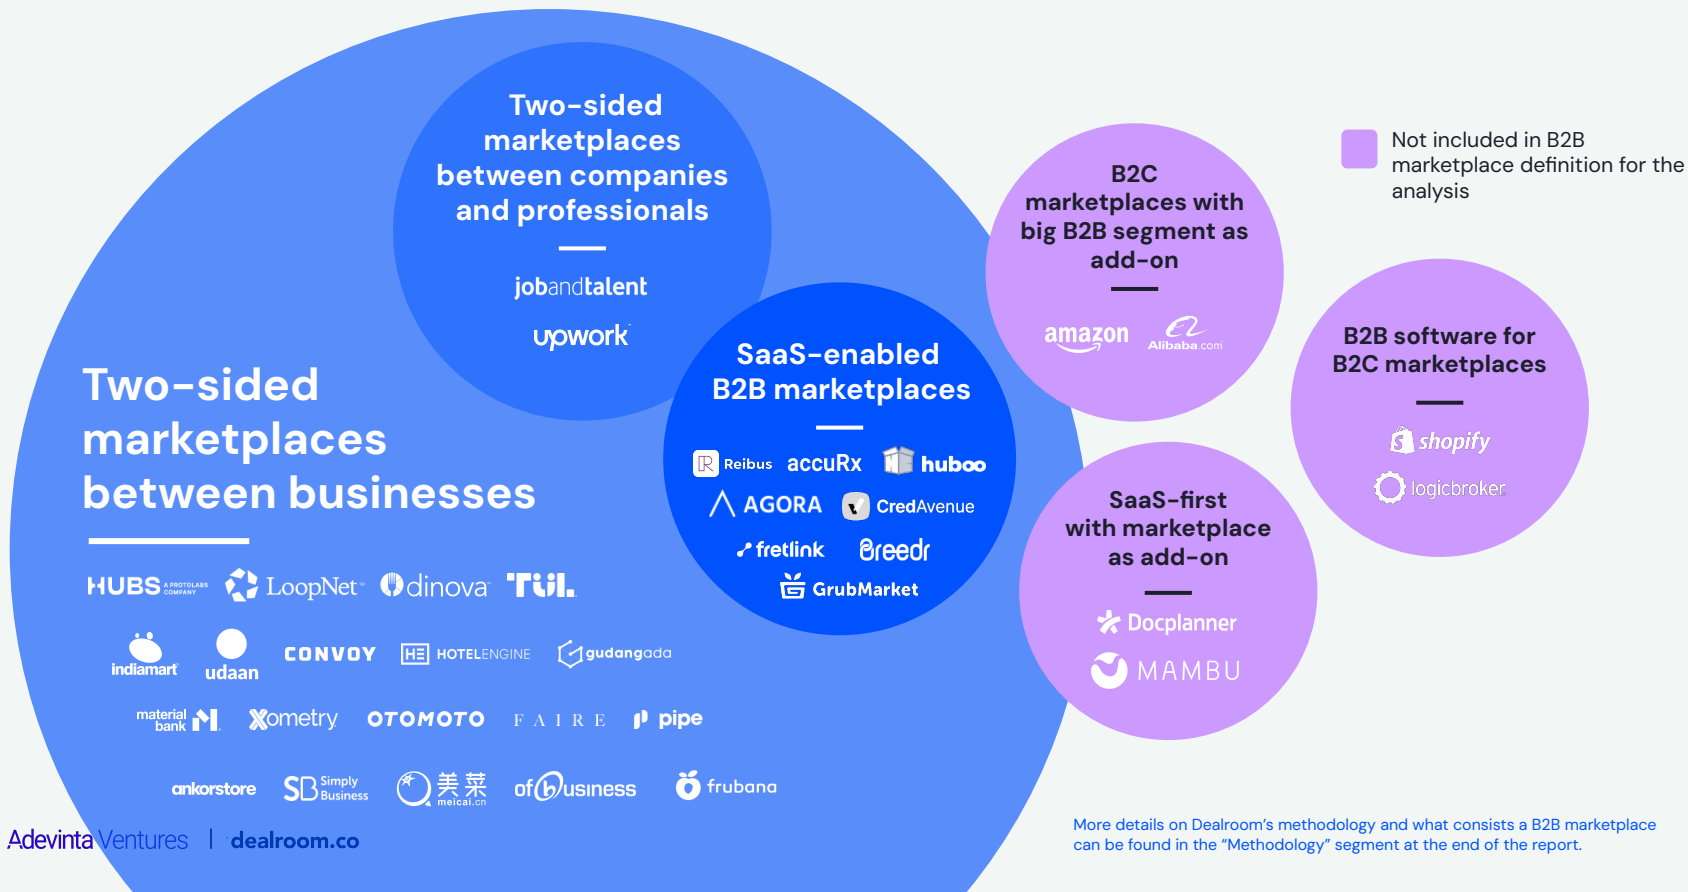 Two-sided
marketplaces
between companies
and professionals
jobandtalent
upwork
SaaS-enabled
B2B marketplaces
Reibus accuRx huboo
AGORA CredAvenue
fretlink Breedr
GrubMarket
Two-sided
marketplaces
between businesses
HUBS A PROTOLABS COMPANY LoopNet dinova TÜL
indiamart udaan CONVOY HE HOTELENGINE gudangada
material bank M Xometry OTOMOTO FAIRE pipe
ankorstore SB Simply Business 美菜 meicai.cn ofbusiness frubana
B2C
marketplaces with
big B2B segment as
add-on
amazon Alibaba.com
SaaS-first
with marketplace
as add-on
Docplanner
MAMBU
B2B software for
B2C marketplaces
shopify
logicbroker
Not included in B2B
marketplace definition for the
analysis
Adevinta Ventures | dealroom.co
More details on Dealroom's methodology and what consists a B2B marketplace
can be found in the “Methodology” segment at the end of the report.